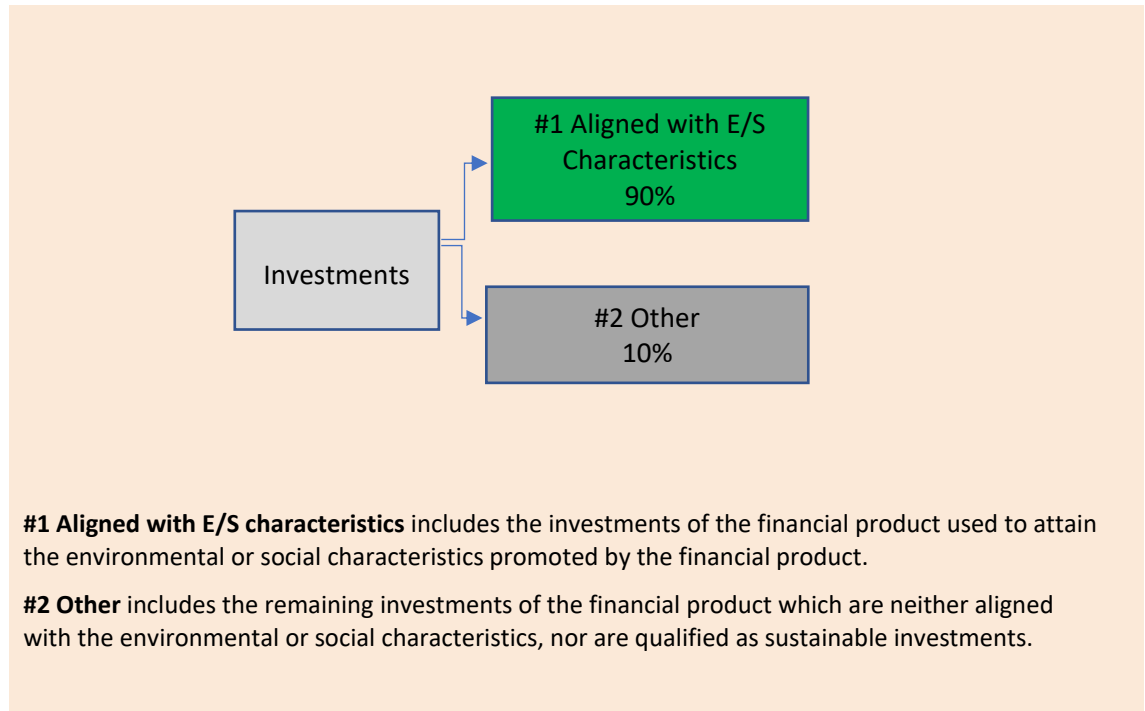 #1 Aligned with E/S
Characteristics
90%
Investments
#2 Other
10%
#1 Aligned with E/S characteristics includes the investments of the financial product used to attain
the environmental or social characteristics promoted by the financial product.
#2 Other includes the remaining investments of the financial product which are neither aligned
with the environmental or social characteristics, nor are qualified as sustainable investments.